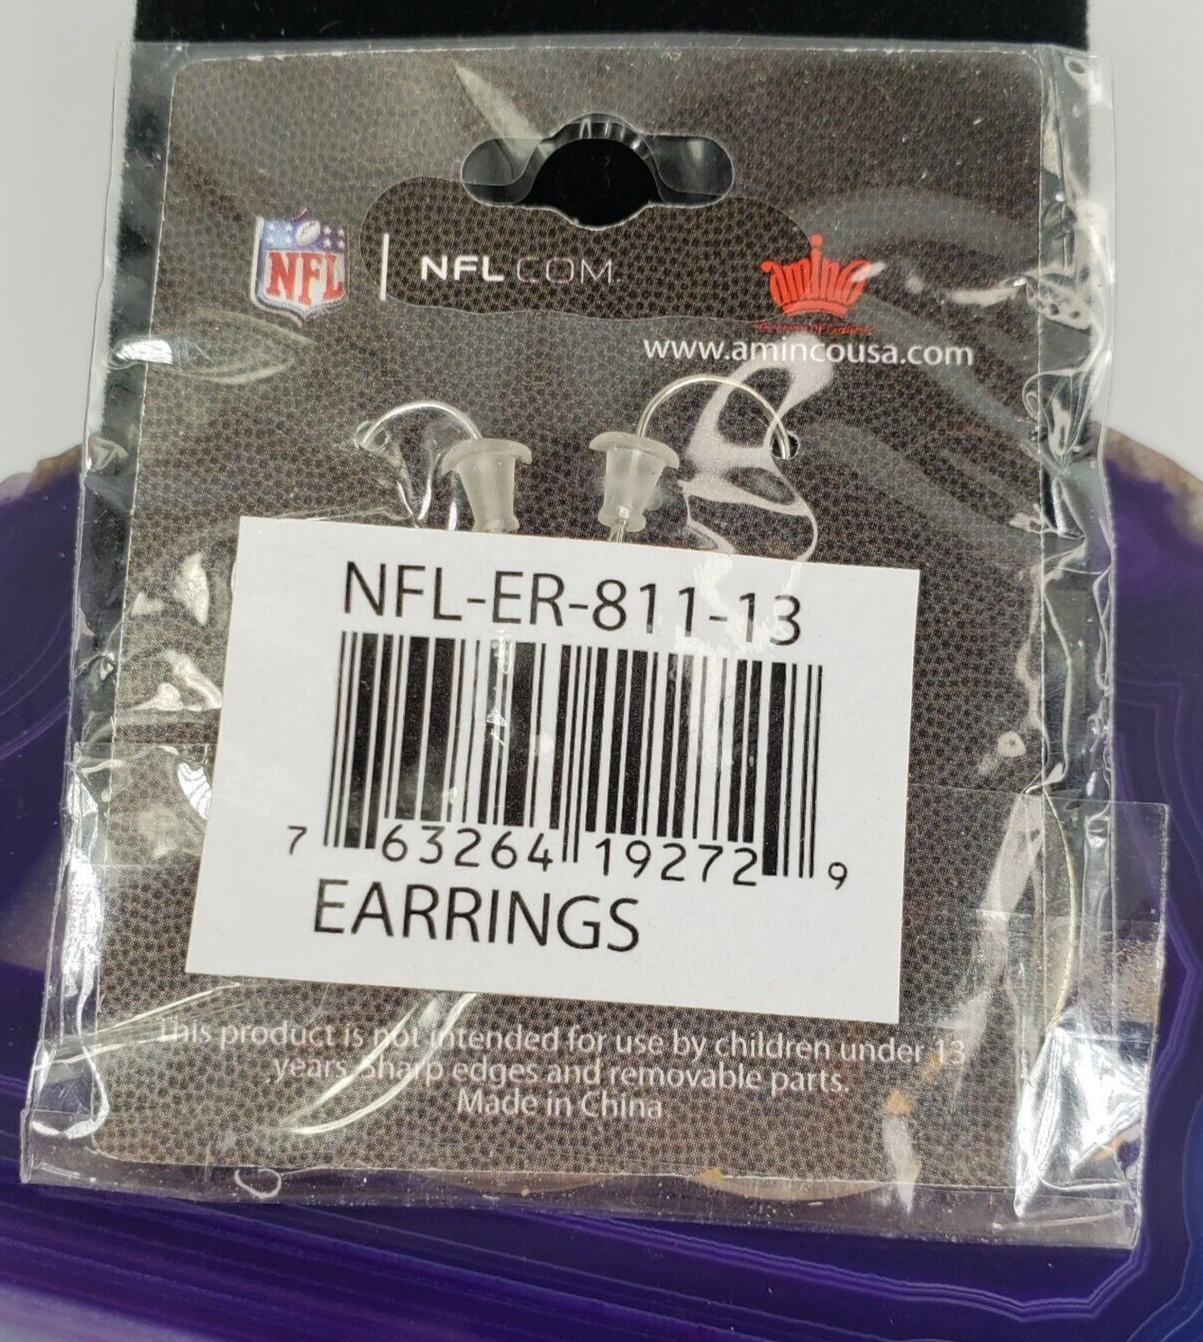 NFL
NFL.COM
aminco
www.amincousa.com
NFL-ER-811-13
7 63264 19272 9
EARRINGS
This product is not intended for use by children under 13
years. Sharp edges and removable parts.
Made in China